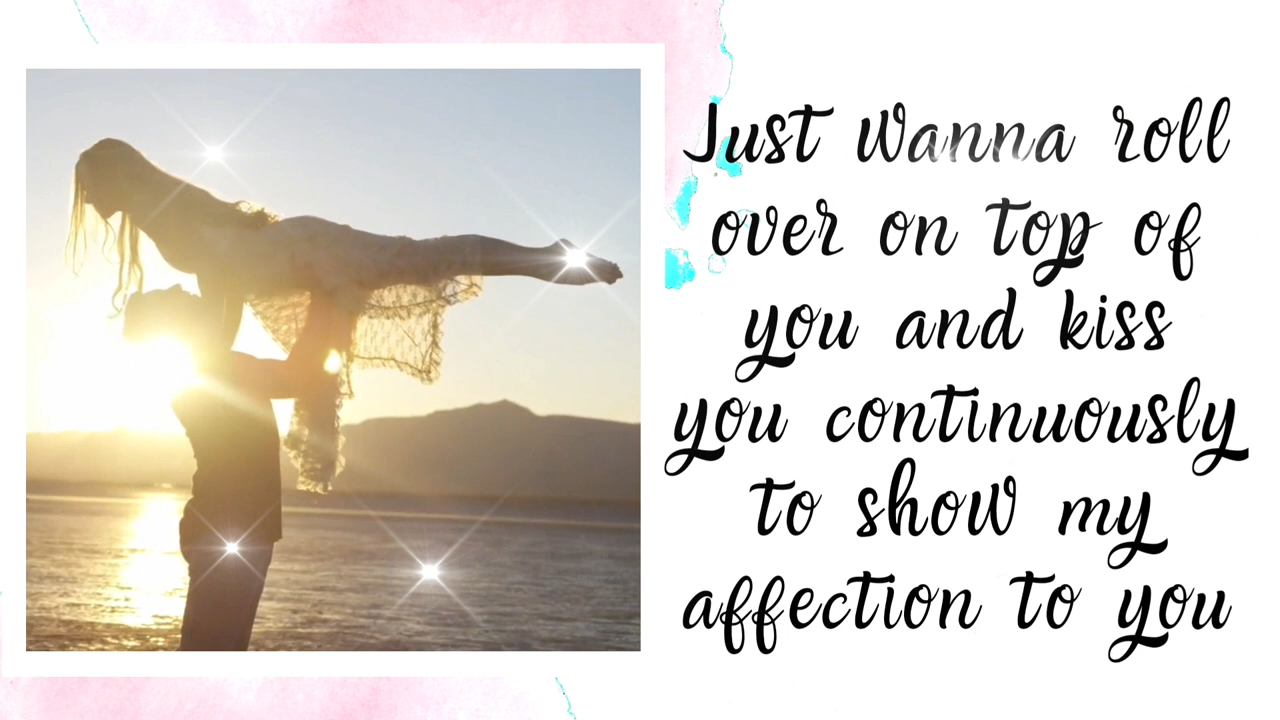 Just wanna roll
over on top of
you and kiss
you continuously
to show my
affection to you